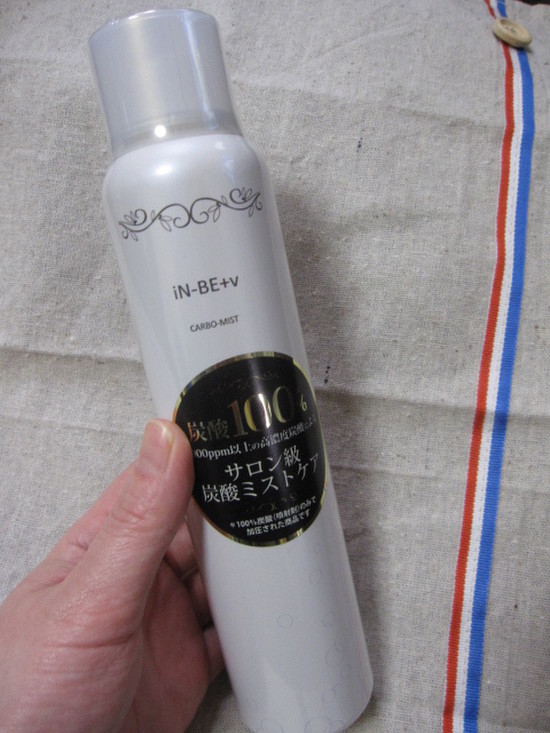 iN-BE+v
CARBO-MIST
炭酸100%
00ppm以上の高濃度炭酸による
サロン級
炭酸ミストケア
＊100%炭酸（噴射剤）のみで
加圧された商品です